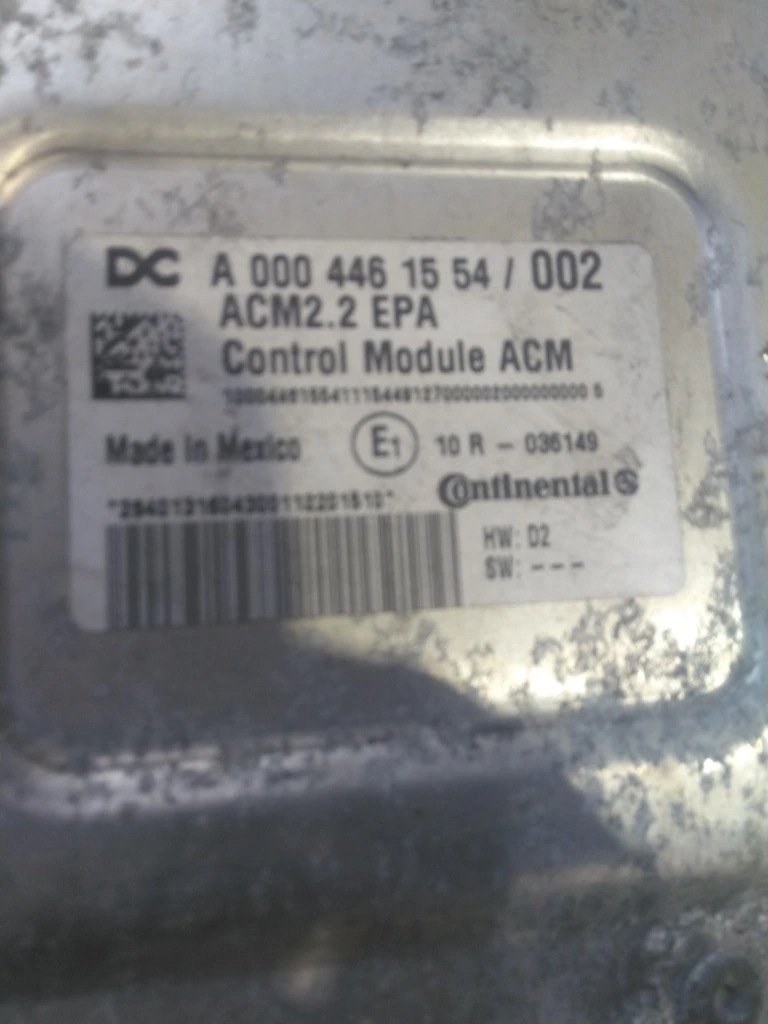 DC A 000 446 15 54 / 002
ACM2.2 EPA
Control Module ACM
Made in Mexico E1 10 R - 036149
Continental
HW: D2
SW: ---